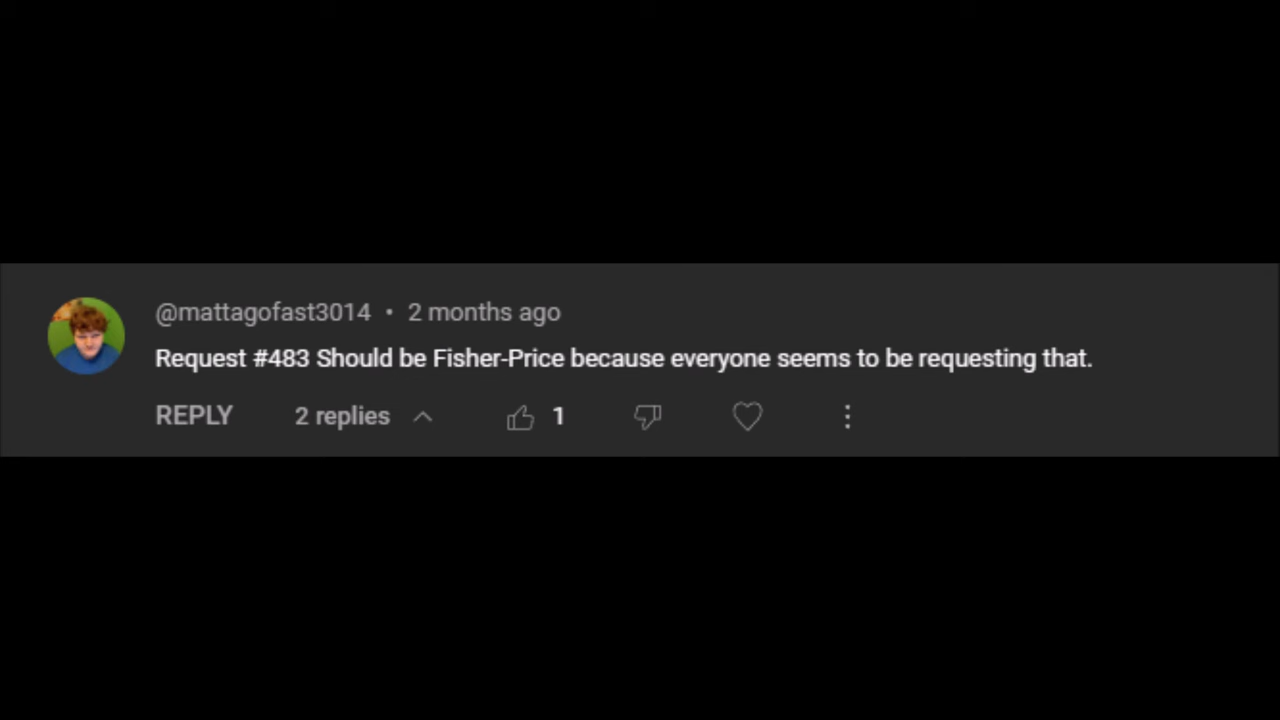 @mattagofast3014 • 2 months ago
Request #483 Should be Fisher-Price because everyone seems to be requesting that.
REPLY 2 replies 1